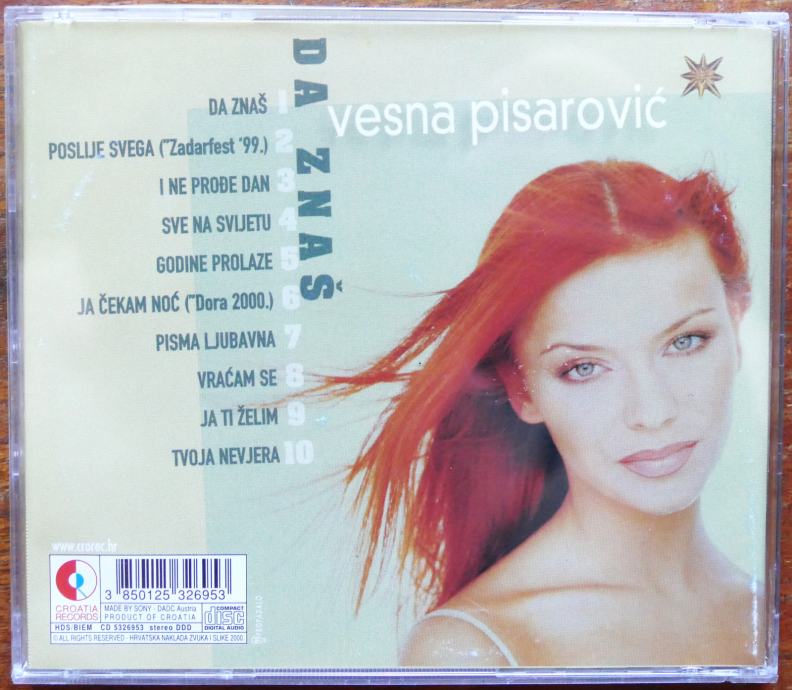 DA ZNAŠ
vesna pisarović
DA ZNAŠ 1
POSLIJE SVEGA ("Zadarfest '99.) 2
I NE PROĐE DAN 3
SVE NA SVIJETU 4
GODINE PROLAZE 5
JA ČEKAM NOĆ ("Dora 2000.) 6
PISMA LJUBAVNA 7
VRAĆAM SE 8
JA TI ŽELIM 9
TVOJA NEVJERA 10
www.crorec.hr
3 850125 326953
CROATIA RECORDS
MADE BY SONY - DADC Austria
PRODUCT OF CROATIA
COMPACT
disc
DIGITAL AUDIO
HDS/BIEM CD 5326953 stereo DDD
© ALL RIGHTS RESERVED - HRVATSKA NAKLADA ZVUKA I SLIKE 2000.